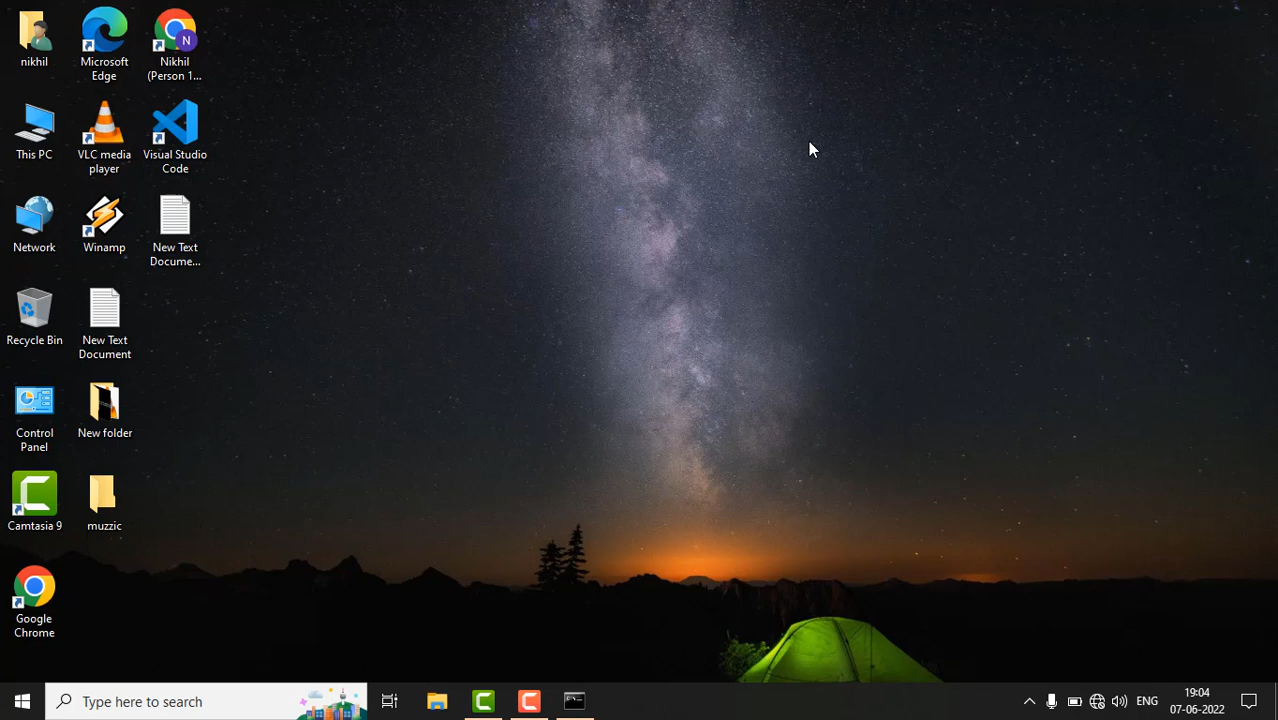 nikhil
Microsoft
Edge
N
Nikhil
(Person 1...
This PC
VLC media
player
Visual Studio
Code
Network
Winamp
New Text
Docume...
Recycle Bin
New Text
Document
Control
Panel
New folder
Camtasia 9
muzzic
Google
Chrome
Type here to search
ENG
19:04
07-06-2022